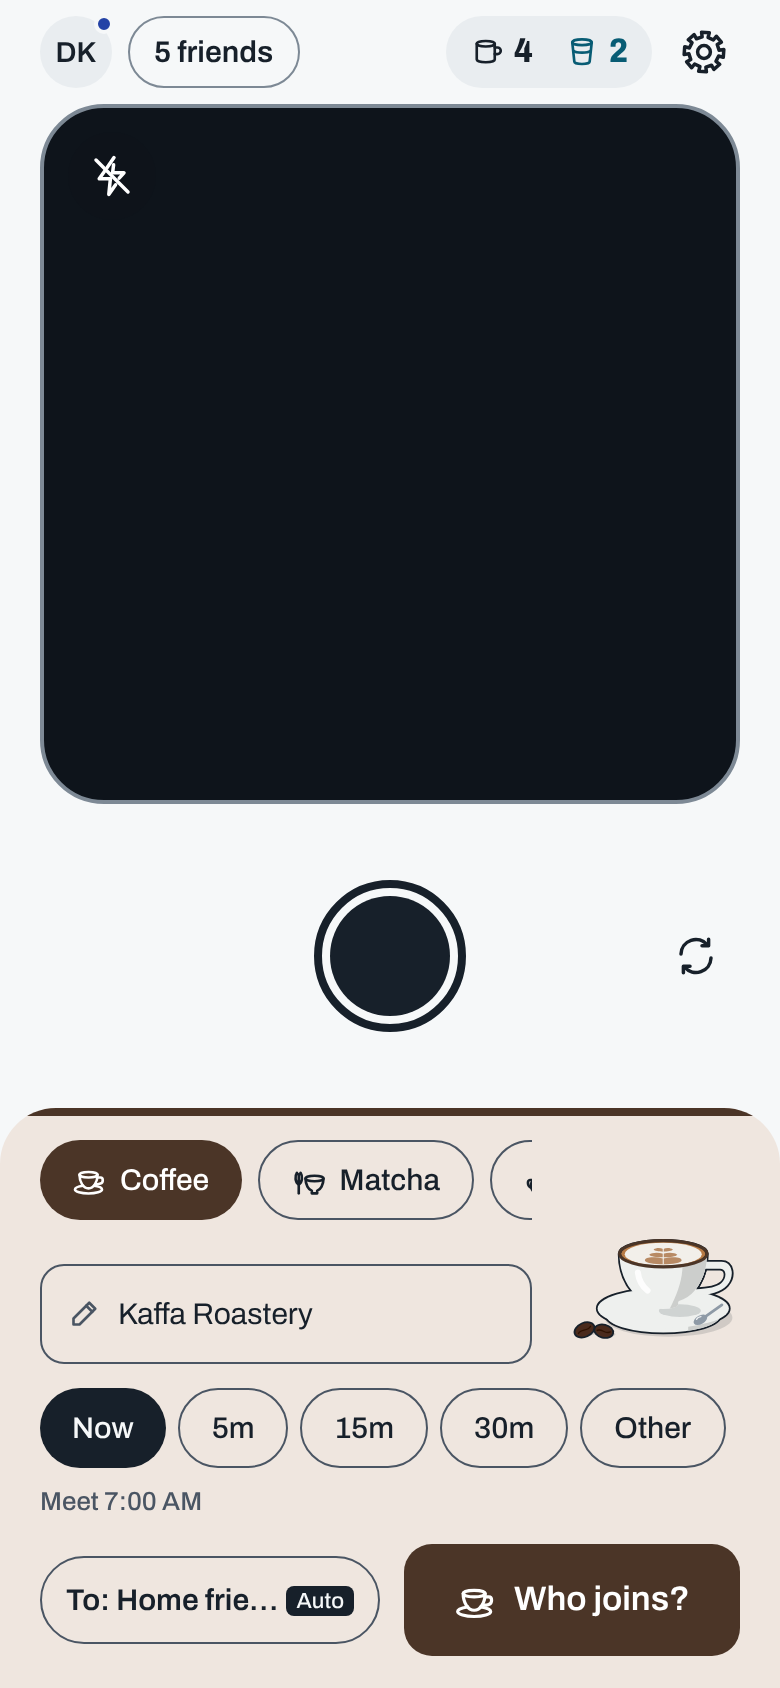 DK
5 friends
4
2
Coffee
Matcha
Kaffa Roastery
Now
5m
15m
30m
Other
Meet 7:00 AM
To: Home frie...
Auto
Who joins?